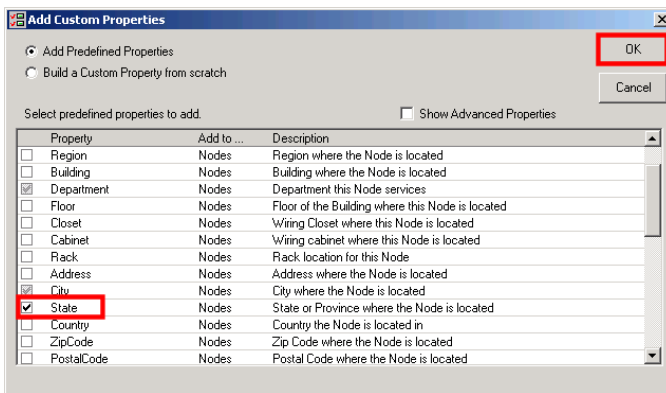 Add Custom Properties
Add Predefined Properties
OK
Build a Custom Property from scratch
Cancel
Select predefined properties to add. Show Advanced Properties
Property Add to ... Description
Region Nodes Region where the Node is located
Building Nodes Building where the Node is located
Department Nodes Department this Node services
Floor Nodes Floor of the Building where this Node is located
Closet Nodes Wiring Closet where this Node is located
Cabinet Nodes Wiring cabinet where this Node is located
Rack Nodes Rack location for this Node
Address Nodes Address where the Node is located
City Nodes City where the Node is located
State Nodes State or Province where the Node is located
Country Nodes Country the Node is located in
ZipCode Nodes Zip Code where the Node is located
PostalCode Nodes Postal Code where the Node is located